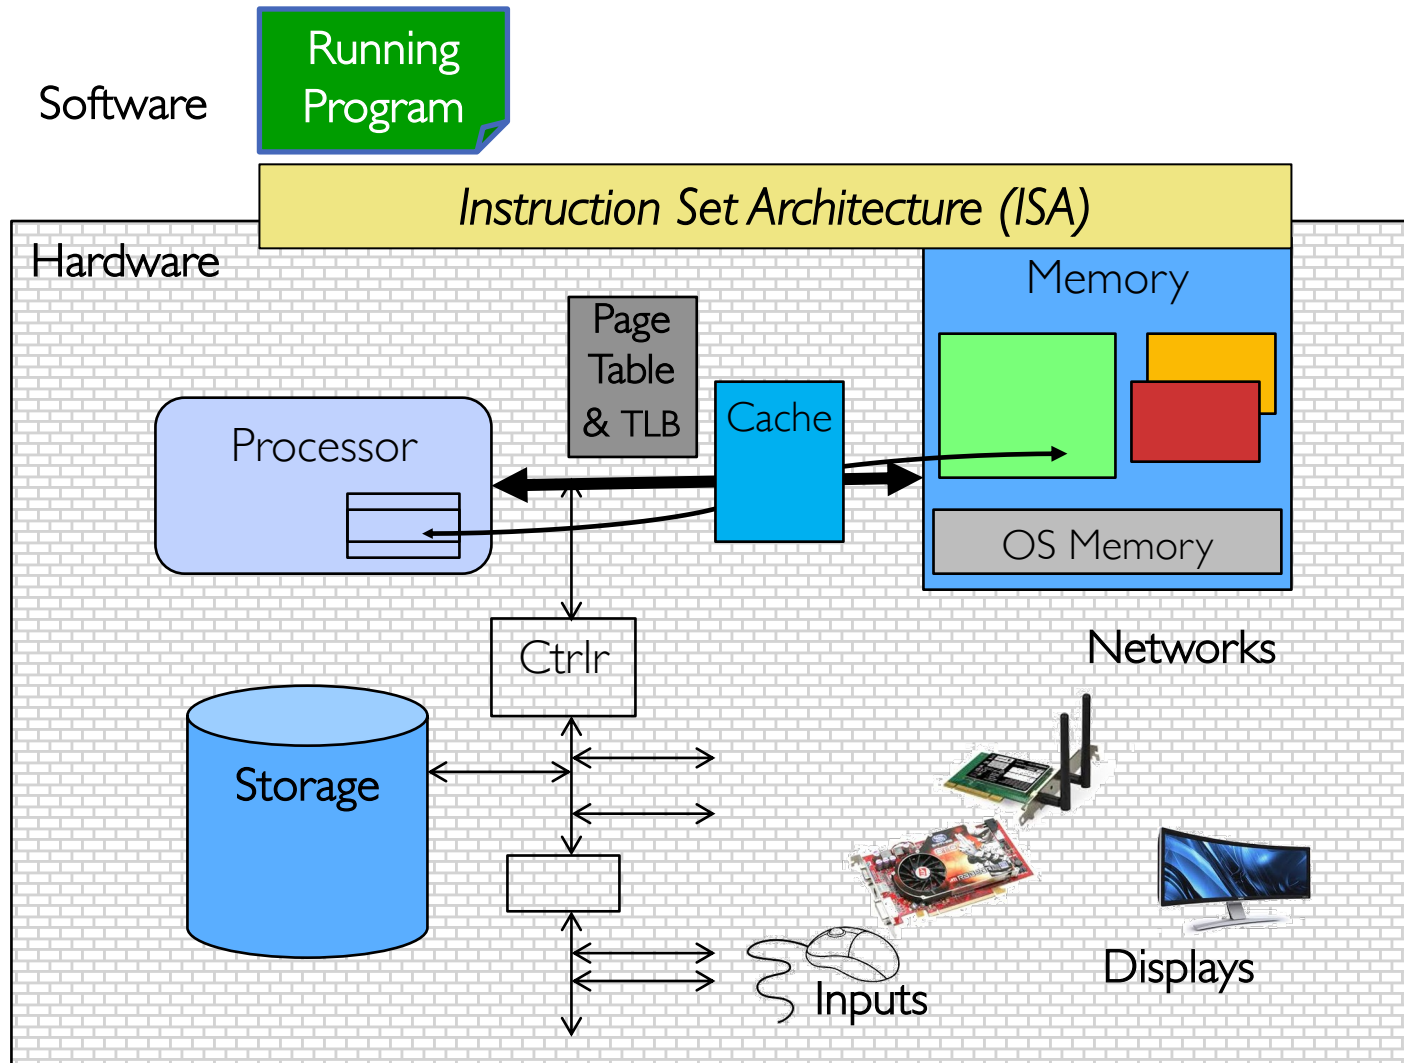 Running
Program
Software
Instruction Set Architecture (ISA)
Hardware
Memory
Page
Table
& TLB
Cache
Processor
OS Memory
Networks
Ctrlr
Storage
Displays
Inputs